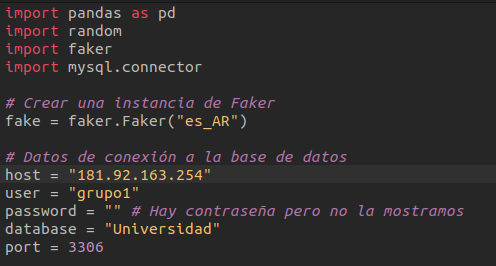 import pandas as pd
import random
import faker
import mysql.connector
# Crear una instancia de Faker
fake = faker.Faker("es_AR")
# Datos de conexión a la base de datos
host = "181.92.163.254"
user = "grupo1"
password = "" # Hay contraseña pero no la mostramos
database = "Universidad"
port = 3306